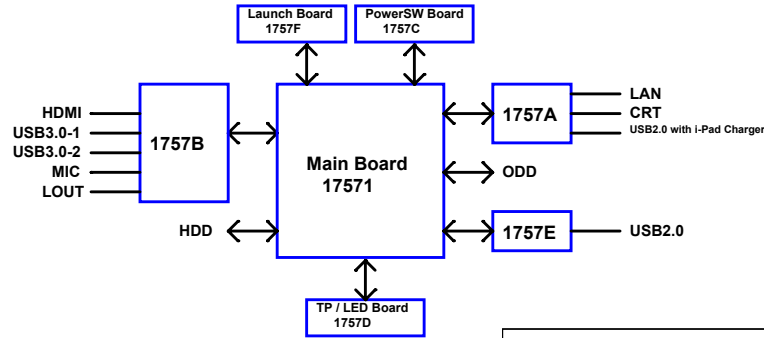 Launch Board
1757F
PowerSW Board
1757C
HDMI
USB3.0-1
USB3.0-2
MIC
LOUT
1757B
Main Board
17571
1757A
LAN
CRT
USB2.0 with i-Pad Charger
ODD
HDD
1757E
USB2.0
TP / LED Board
1757D